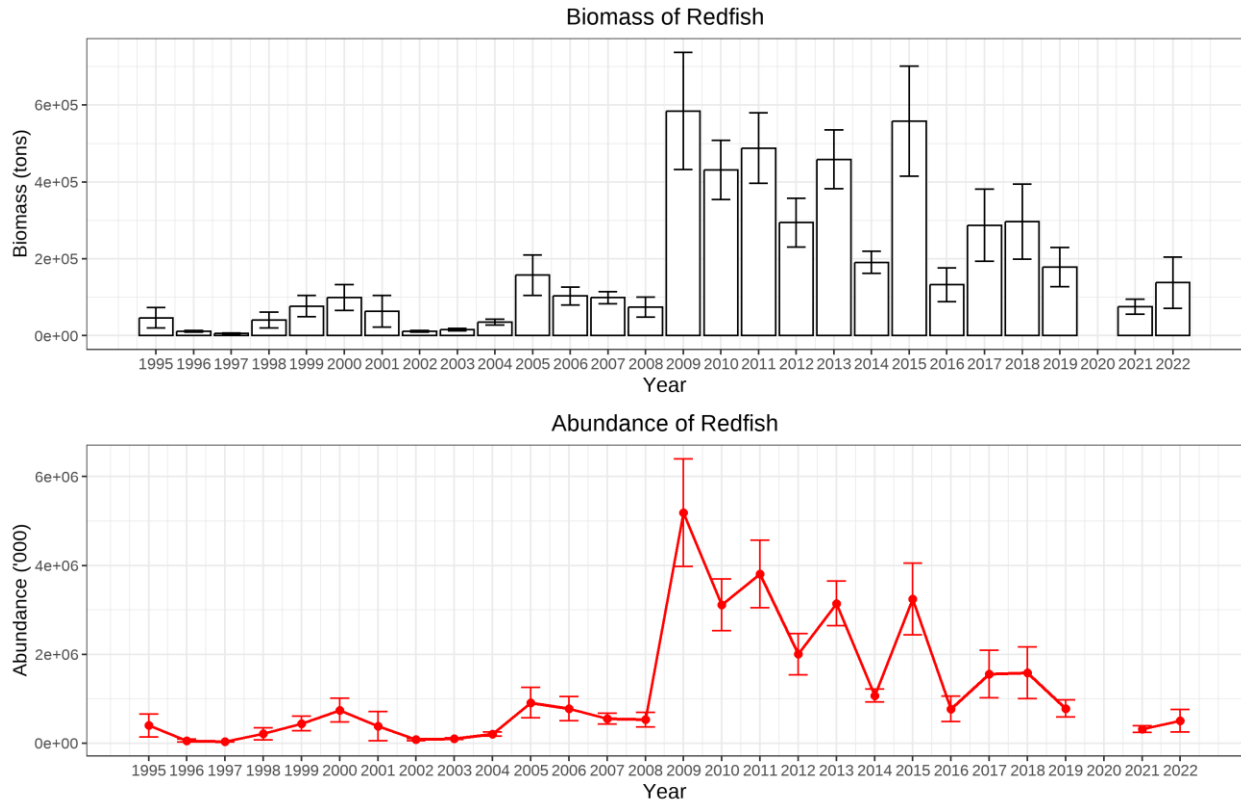 Biomass of Redfish
Biomass (tons)
6e+05
4e+05
2e+05
0e+00
1995 1996 1997 1998 1999 2000 2001 2002 2003 2004 2005 2006 2007 2008 2009 2010 2011 2012 2013 2014 2015 2016 2017 2018 2019 2020 2021 2022
Year
Abundance of Redfish
Abundance ('000)
6e+06
4e+06
2e+06
0e+00
1995 1996 1997 1998 1999 2000 2001 2002 2003 2004 2005 2006 2007 2008 2009 2010 2011 2012 2013 2014 2015 2016 2017 2018 2019 2020 2021 2022
Year